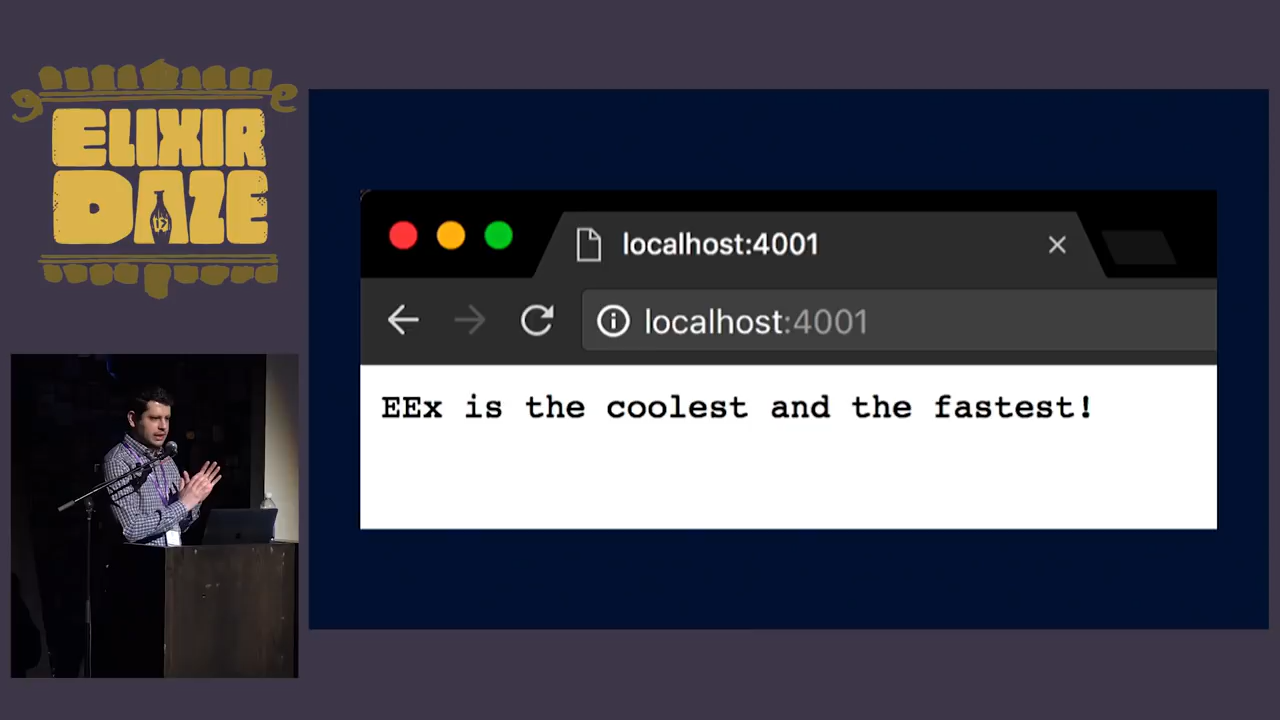 ELIXIR
DAZE
localhost:4001
localhost:4001
EEx is the coolest and the fastest!